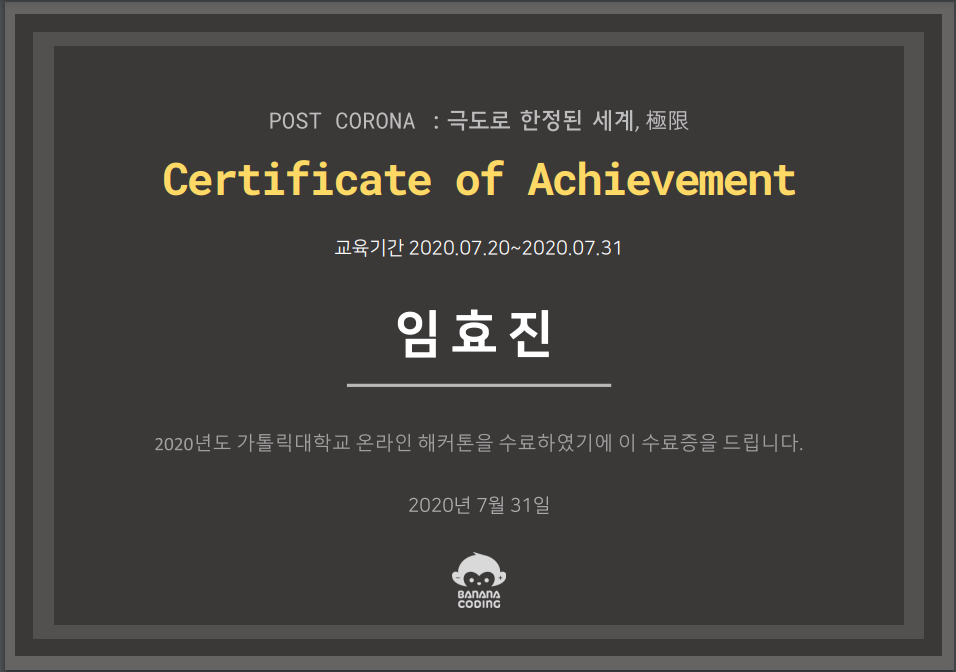 POST CORONA : 극도로 한정된 세계, 極限
Certificate of Achievement
교육기간 2020.07.20~2020.07.31
임효진
2020년도 가톨릭대학교 온라인 해커톤을 수료하였기에 이 수료증을 드립니다.
2020년 7월 31일
BANANA
CODING